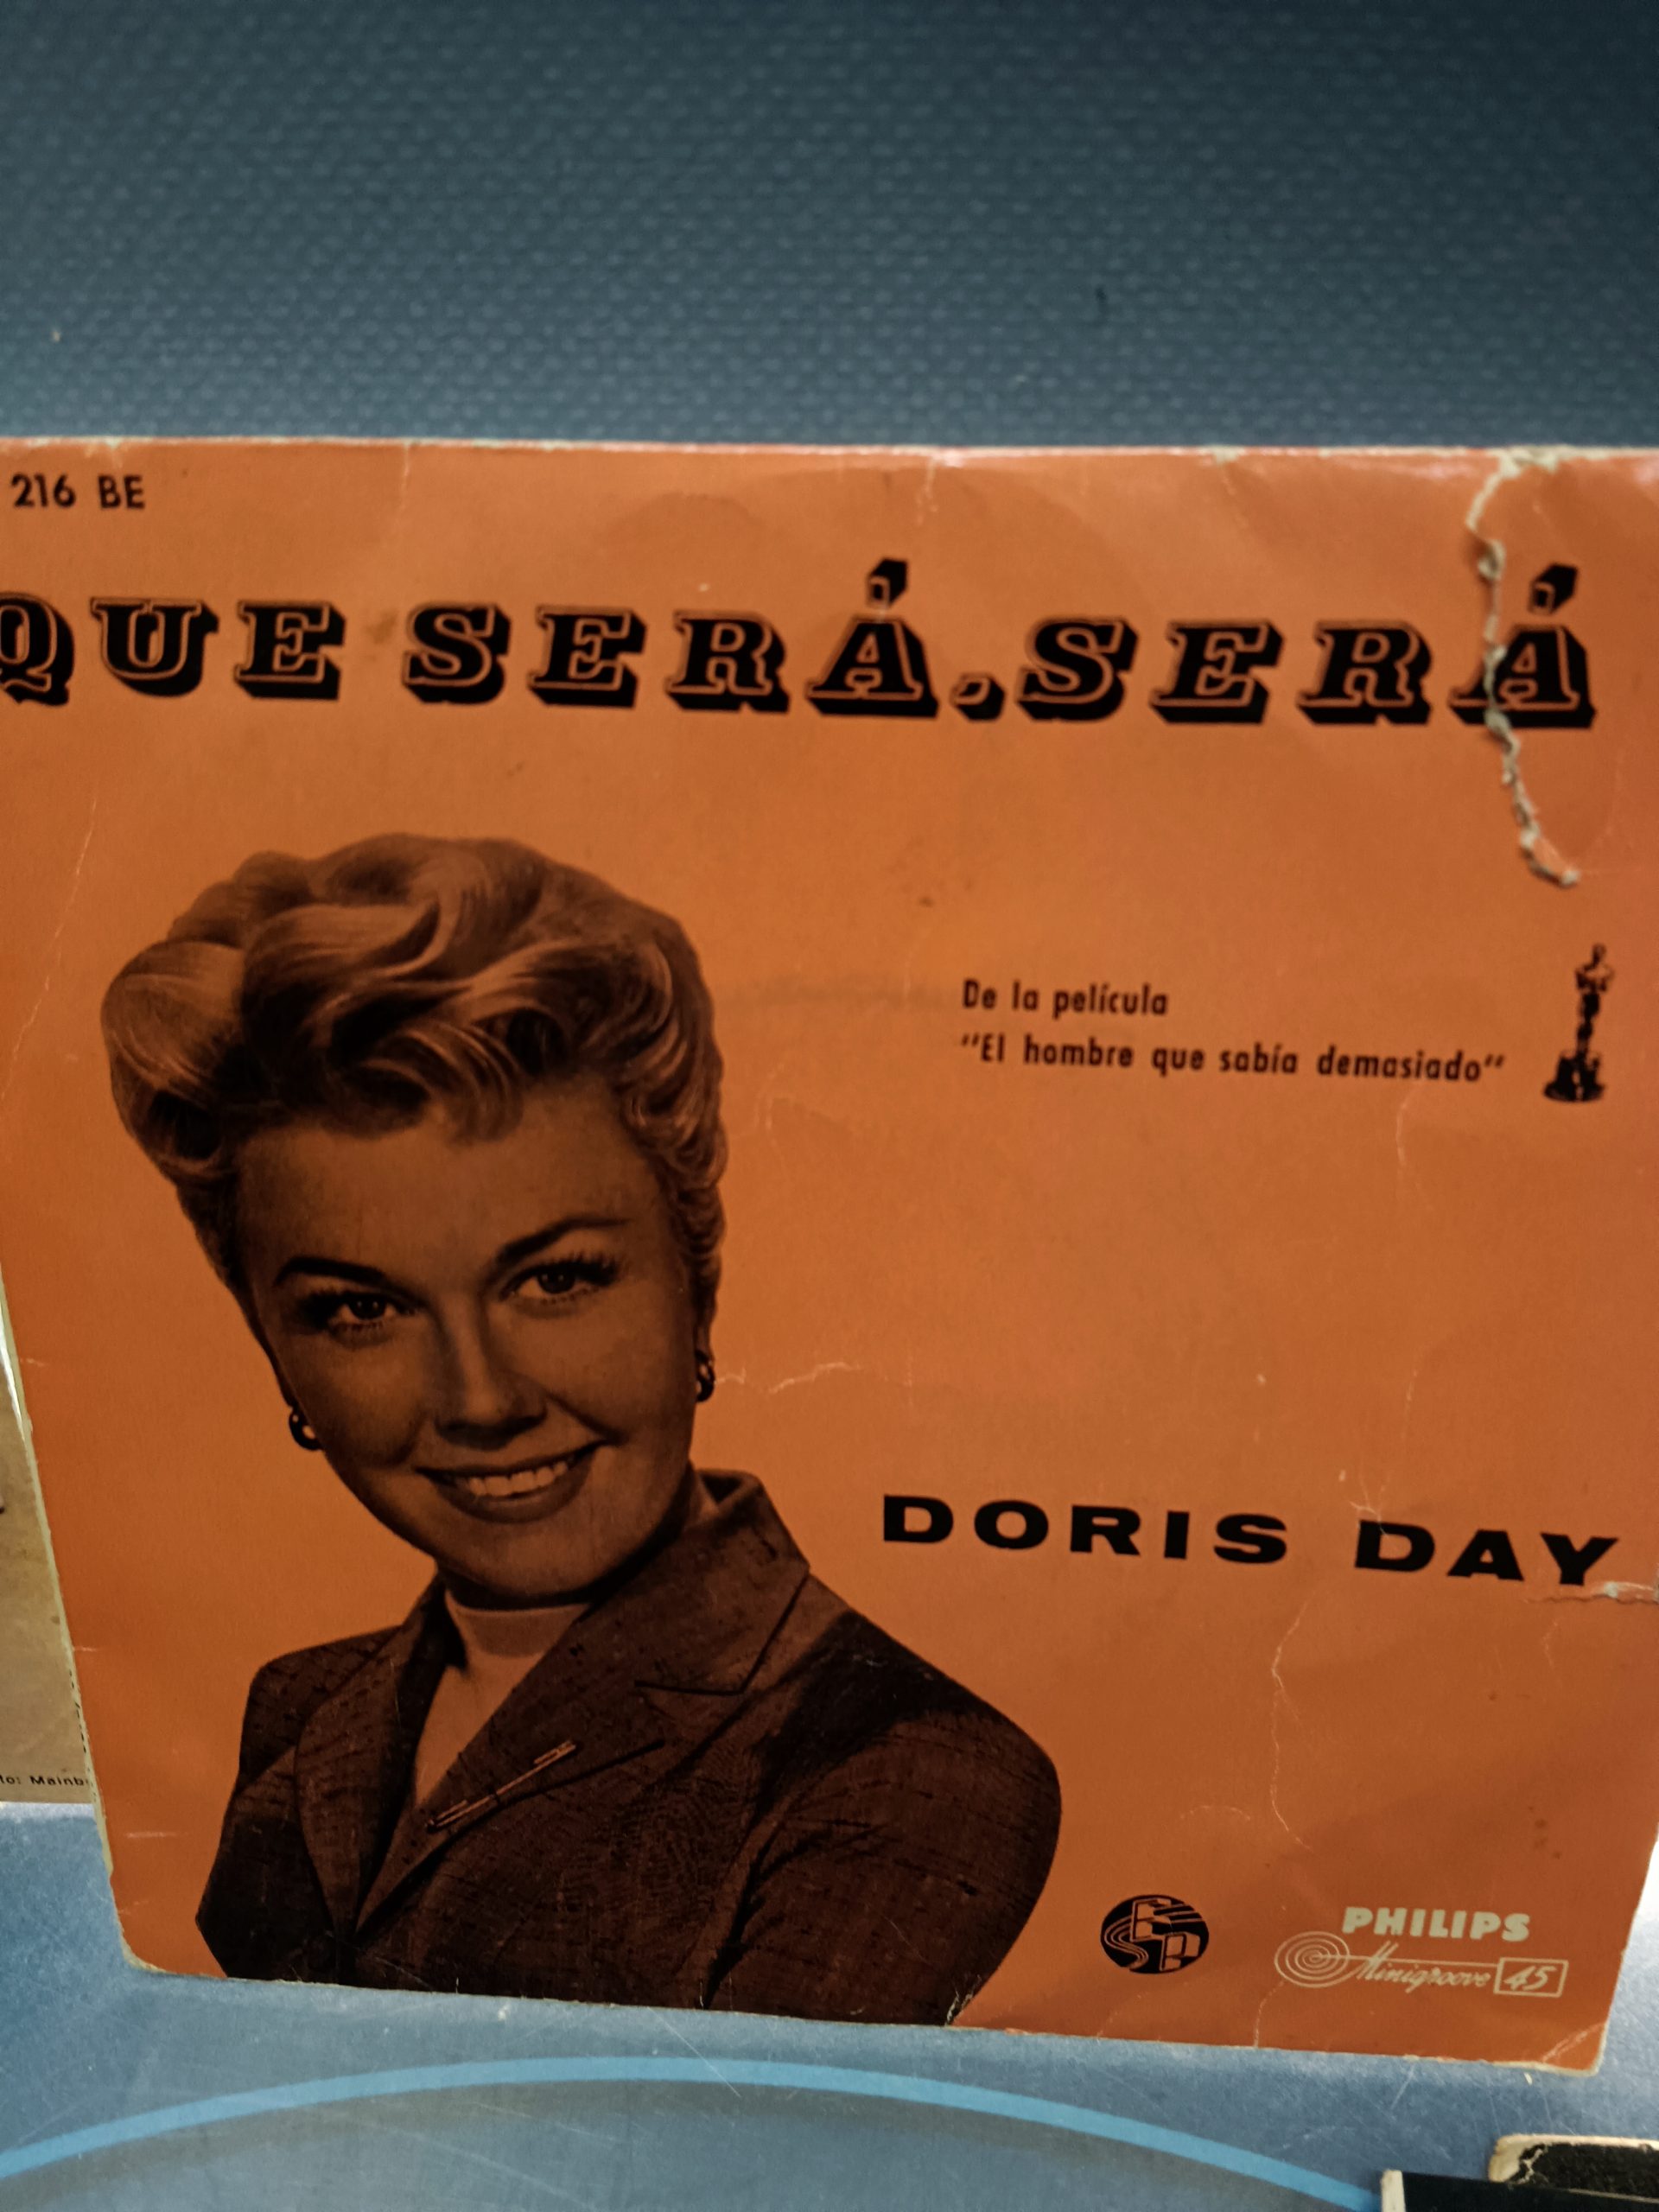 216 BE
QUE SERÁ, SERÁ
De la película
"El hombre que sabía demasiado"
DORIS DAY
PHILIPS
Minigroove 45